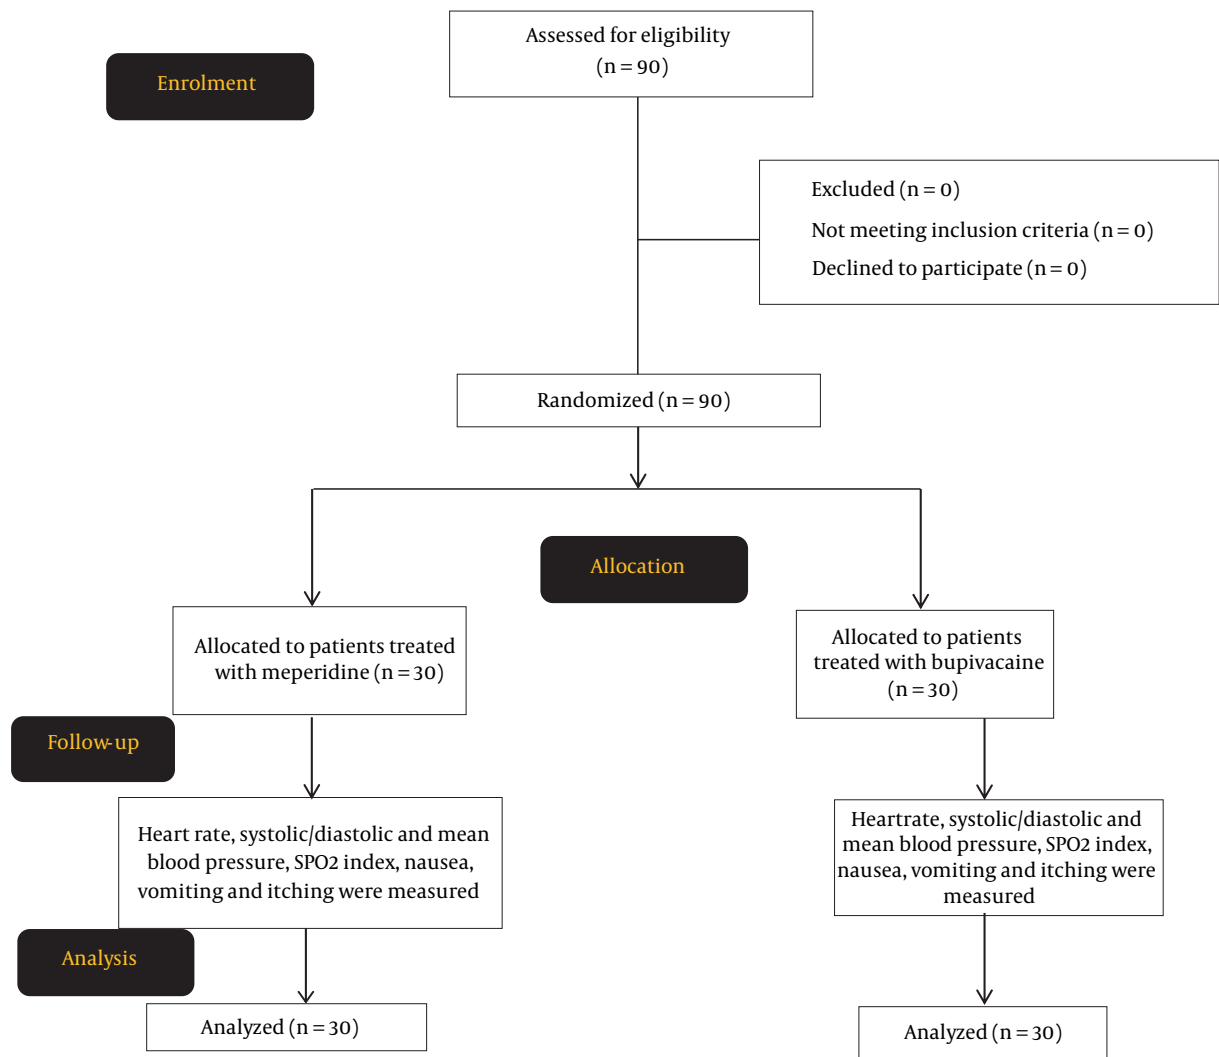 Assessed for eligibility
(n = 90)
Enrolment
Excluded (n = 0)
Not meeting inclusion criteria (n = 0)
Declined to participate (n = 0)
Randomized (n = 90)
Allocation
Allocated to patients treated
with meperidine (n = 30)
Allocated to patients
treated with bupivacaine
(n = 30)
Follow-up
Heart rate, systolic/diastolic and mean
blood pressure, SPO2 index, nausea,
vomiting and itching were measured
Heartrate, systolic/diastolic and
mean blood pressure, SPO2 index,
nausea, vomiting and itching were
measured
Analysis
Analyzed (n = 30)
Analyzed (n = 30)